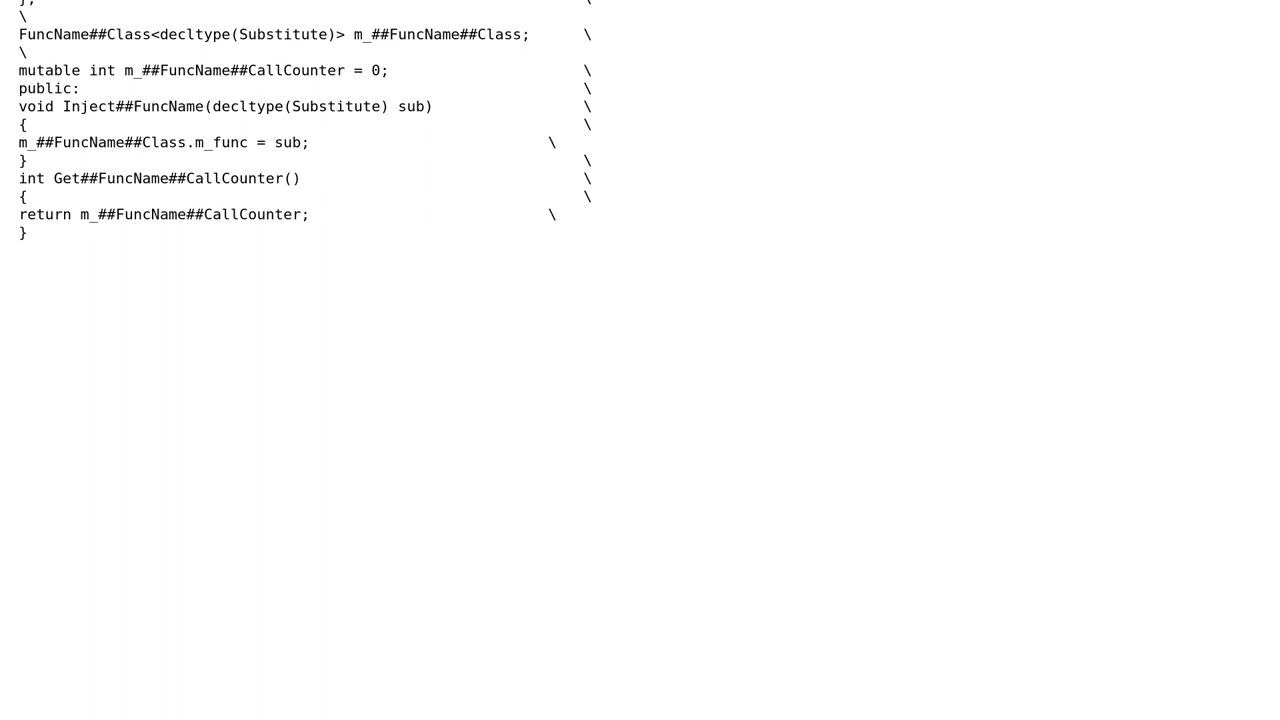 };                                                               \
\
FuncName##Class<decltype(Substitute)> m_##FuncName##Class;      \
\
mutable int m_##FuncName##CallCounter = 0;                      \
public:                                                         \
void Inject##FuncName(decltype(Substitute) sub)                 \
{                                                               \
m_##FuncName##Class.m_func = sub;                           \
}                                                               \
int Get##FuncName##CallCounter()                                \
{                                                               \
return m_##FuncName##CallCounter;                           \
}